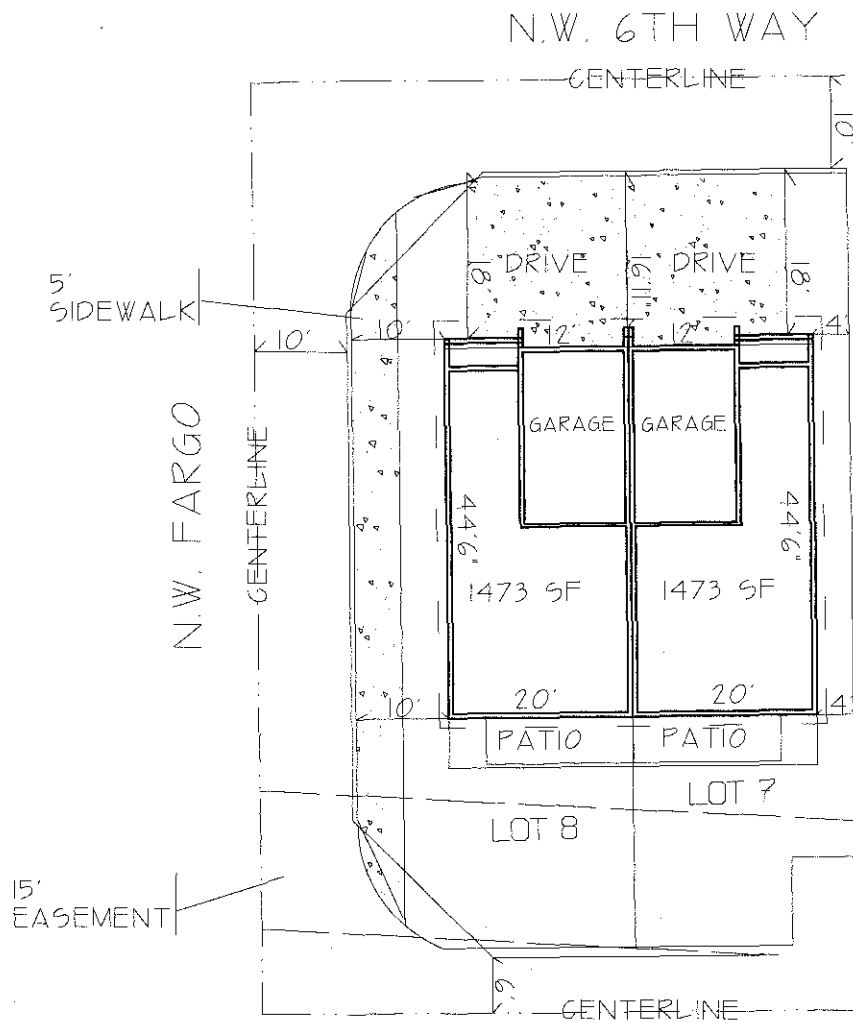 N.W. 6TH WAY
CENTERLINE
10'
5'
SIDEWALK
DRIVE
DRIVE
18'
16'11"
18'
10'
10'
12'
12'
4'
N.W. FARGO
CENTERLINE
GARAGE
GARAGE
44'6"
44'6"
1473 SF
1473 SF
10'
20'
20'
4'
PATIO
PATIO
LOT 7
LOT 8
15'
EASEMENT
6'
CENTERLINE